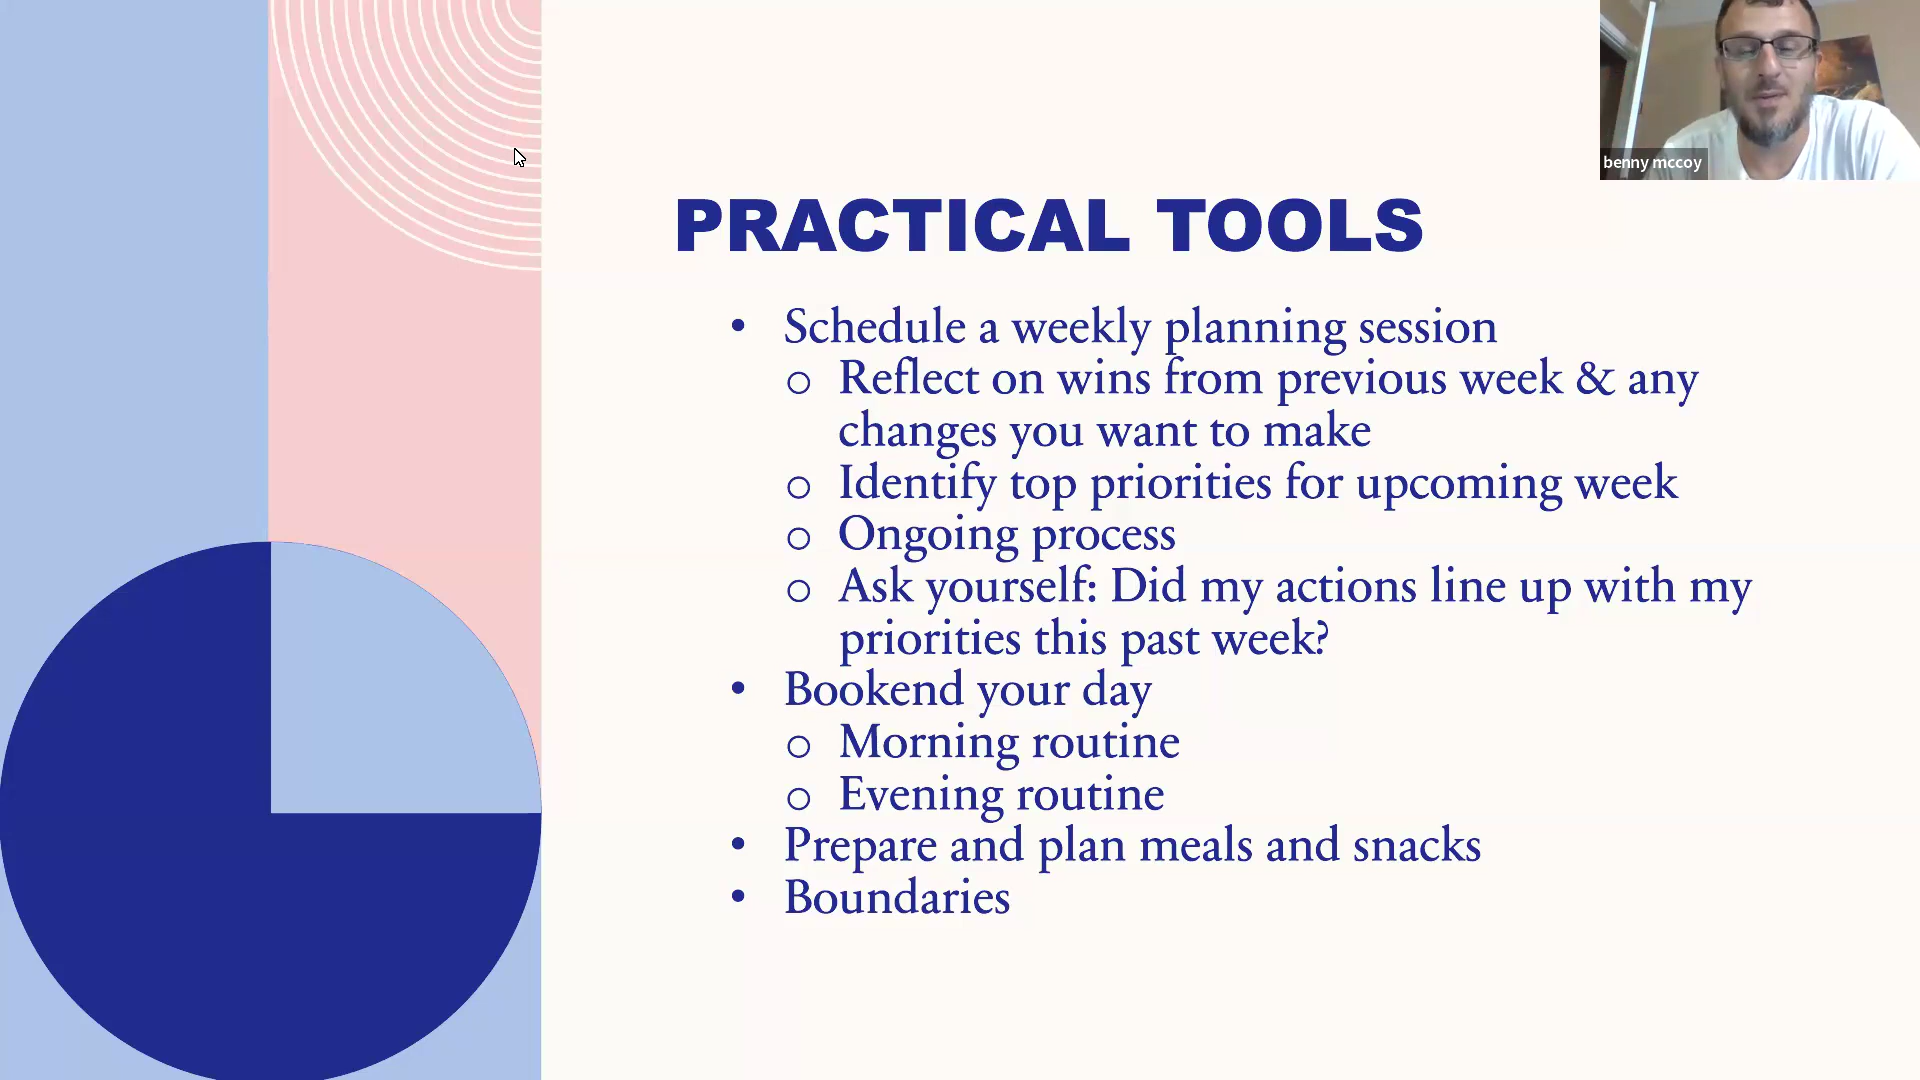 benny mccoy
PRACTICAL TOOLS
• Schedule a weekly planning session
o Reflect on wins from previous week & any
changes you want to make
o Identify top priorities for upcoming week
o Ongoing process
o Ask yourself: Did my actions line up with my
priorities this past week?
• Bookend your day
o Morning routine
o Evening routine
• Prepare and plan meals and snacks
• Boundaries